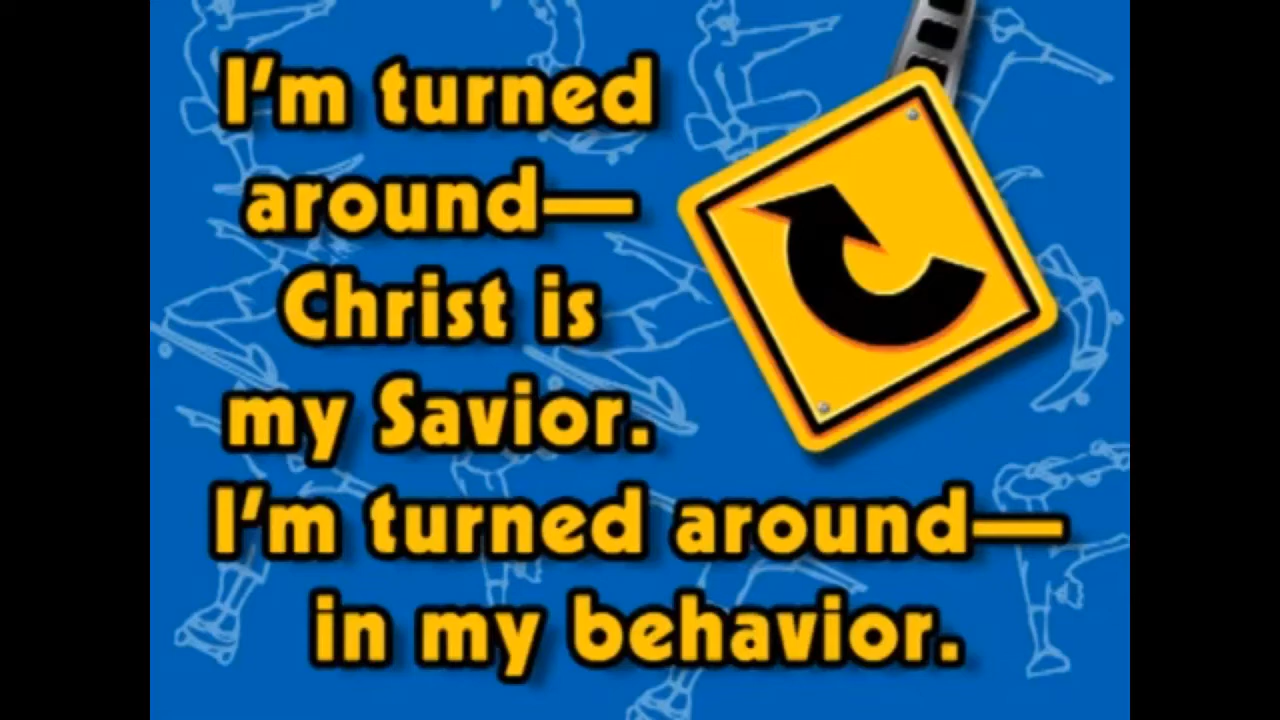 I'm turned
around—
Christ is
my Savior.
I'm turned around—
in my behavior.